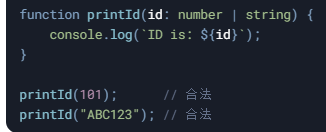 function printId(id: number | string) {
    console.log(`ID is: ${id}`);
}

printId(101);      // 合法
printId("ABC123"); // 合法